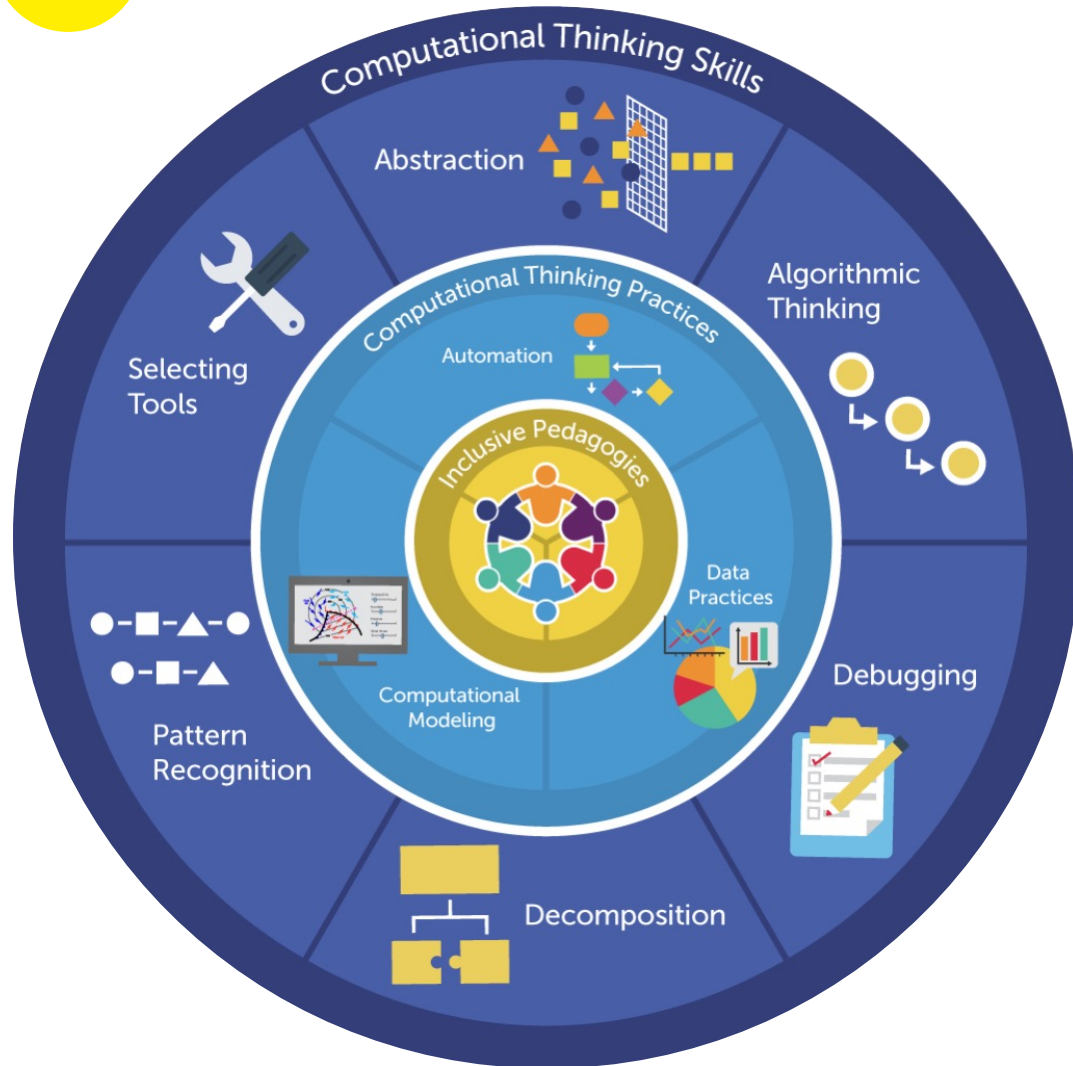 Computational Thinking Skills
Abstraction
Algorithmic
Thinking
Selecting
Tools
Computational Thinking Practices
Automation
Inclusive Pedagogies
Data
Practices
Computational
Modeling
Debugging
Pattern
Recognition
Decomposition